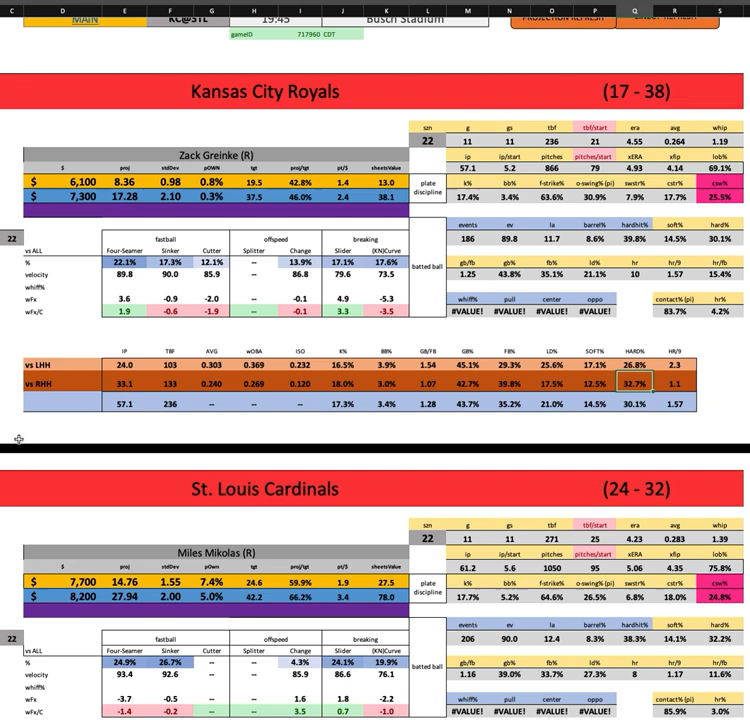 C D E F G H I J K L M N O P Q R S
MAIN KC@STL 19:45 Busch Stadium
gameID 717960 CDT
Kansas City Royals (17 - 38)
szn g gs tbf tbf/start era avg whip
22 11 11 236 21 4.55 0.264 1.19
Zack Greinke (R) ip ip/start pitches pitches/start xERA xfip lob%
$ proj stdDev pOWN tgt proj/tgt pt/$ sheetsValue 57.1 5.2 866 79 4.93 4.14 69.1%
$ 6,100 8.36 0.98 0.8% 19.5 42.8% 1.4 13.0 plate discipline k% bb% f-strike% o-swing% (pi) swstr% cstr% csw%
$ 7,300 17.28 2.10 0.3% 37.5 46.0% 2.4 38.1 17.4% 3.4% 63.6% 30.9% 7.9% 17.7% 25.5%
events ev la barrel% hardhit% soft% hard%
22 fastball offspeed breaking 186 89.8 11.7 8.6% 39.8% 14.5% 30.1%
vs ALL Four-Seamer Sinker Cutter Splitter Change Slider (KN)Curve
% 22.1% 17.3% 12.1% -- 13.9% 17.1% 17.6% batted ball gb/fb gb% fb% ld% hr hr/9 hr/fb
velocity 89.8 90.0 85.9 -- 86.8 79.6 73.5 1.25 43.8% 35.1% 21.1% 10 1.57 15.4%
whiff%
wFx 3.6 -0.9 -2.0 -0.1 4.9 -5.3 whiff% pull center oppo contact% (pi) hr%
wFx/C 1.9 -0.6 -1.9 -- -0.1 3.3 -3.5 #VALUE! #VALUE! #VALUE! #VALUE! 83.7% 4.2%
IP TBF AVG wOBA ISO K% BB% GB/FB GB% FB% LD% SOFT% HARD% HR/9
vs LHH 24.0 103 0.303 0.369 0.232 16.5% 3.9% 1.54 45.1% 29.3% 25.6% 17.1% 26.8% 2.3
vs RHH 33.1 133 0.240 0.269 0.120 18.0% 3.0% 1.07 42.7% 39.8% 17.5% 12.5% 32.7% 1.1
57.1 236 -- -- -- 17.3% 3.4% 1.28 43.7% 35.2% 21.0% 14.5% 30.1% 1.57
St. Louis Cardinals (24 - 32)
szn g gs tbf tbf/start era avg whip
22 11 11 271 25 4.23 0.283 1.39
Miles Mikolas (R) ip ip/start pitches pitches/start xERA xfip lob%
$ proj stdDev pOwn tgt proj/tgt pt/$ sheetsValue 61.2 5.6 1050 95 5.06 4.35 75.8%
$ 7,700 14.76 1.55 7.4% 24.6 59.9% 1.9 27.5 plate discipline k% bb% f-strike% o-swing% (pi) swstr% cstr% csw%
$ 8,200 27.94 2.00 5.0% 42.2 66.2% 3.4 78.0 17.7% 5.2% 64.6% 26.5% 6.8% 18.0% 24.8%
events ev la barrel% hardhit% soft% hard%
22 fastball offspeed breaking 206 90.0 12.4 8.3% 38.3% 14.1% 32.2%
vs ALL Four-Seamer Sinker Cutter Splitter Change Slider (KN)Curve
% 24.9% 26.7% -- -- 4.3% 24.1% 19.9% batted ball gb/fb gb% fb% ld% hr hr/9 hr/fb
velocity 93.4 92.6 -- -- 85.9 86.6 76.1 1.16 39.0% 33.7% 27.3% 8 1.17 11.6%
whiff%
wFx -3.7 -0.5 1.6 1.8 -2.2 whiff% pull center oppo contact% (pi) hr%
wFx/C -1.4 -0.2 -- -- 3.5 0.7 -1.0 #VALUE! #VALUE! #VALUE! #VALUE! 85.9% 3.0%